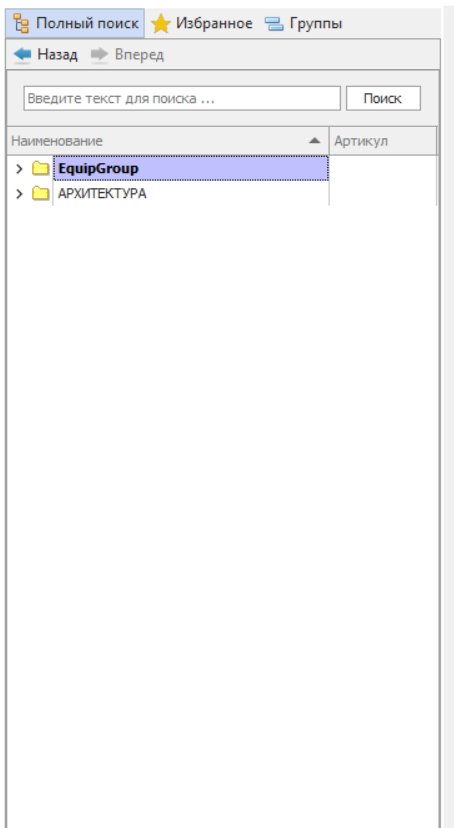 Полный поиск Избранное Группы
Назад Вперед
Введите текст для поиска ... Поиск
Наименование Артикул
EquipGroup
АРХИТЕКТУРА